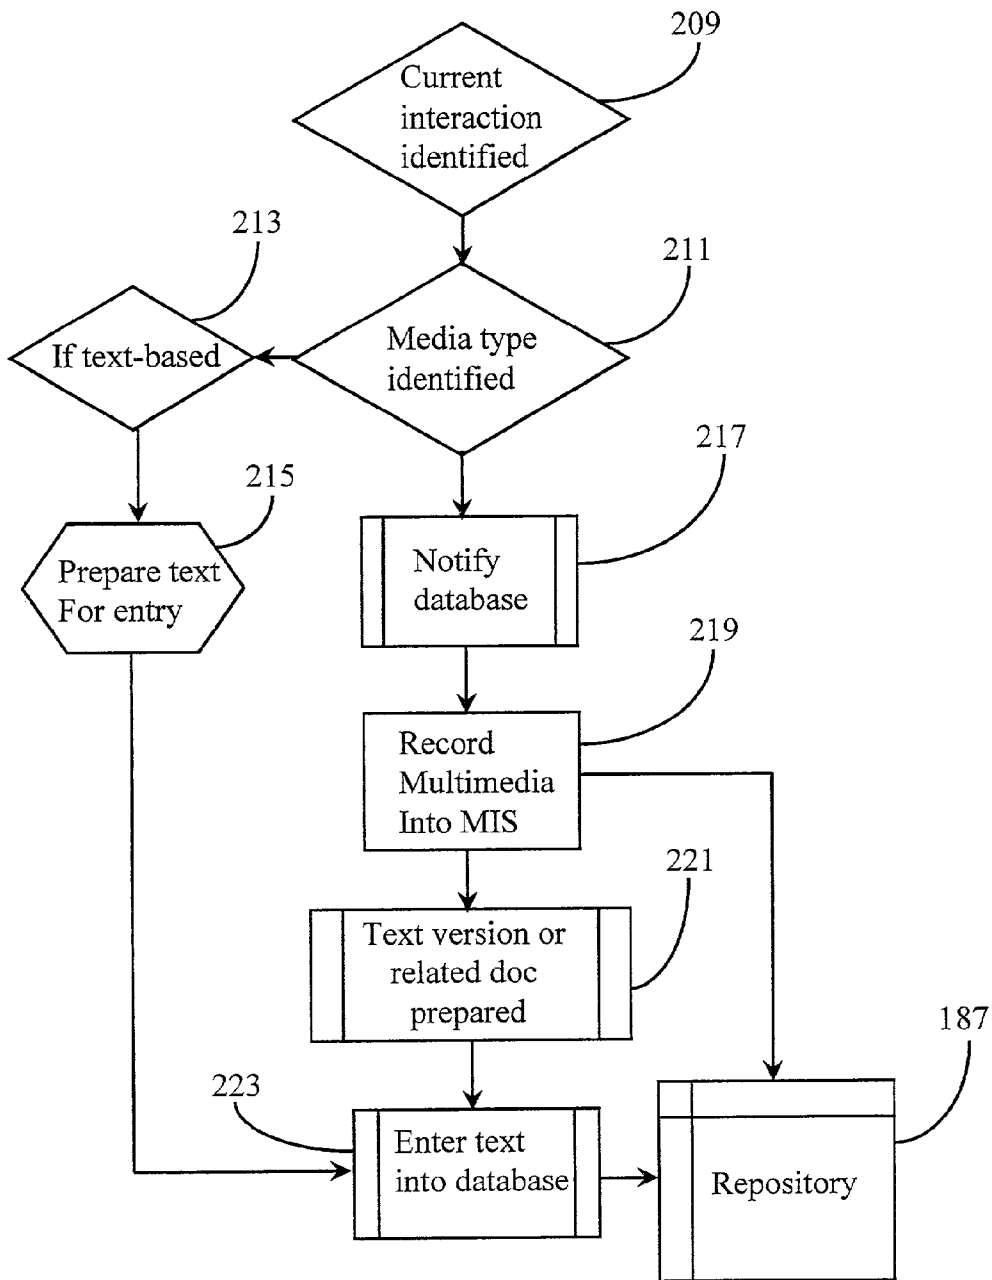 209
Current
interaction
identified
213
211
If text-based
Media type
identified
217
215
Notify
database
Prepare text
For entry
219
Record
Multimedia
Into MIS
221
Text version or
related doc
prepared
187
223
Enter text
into database
Repository